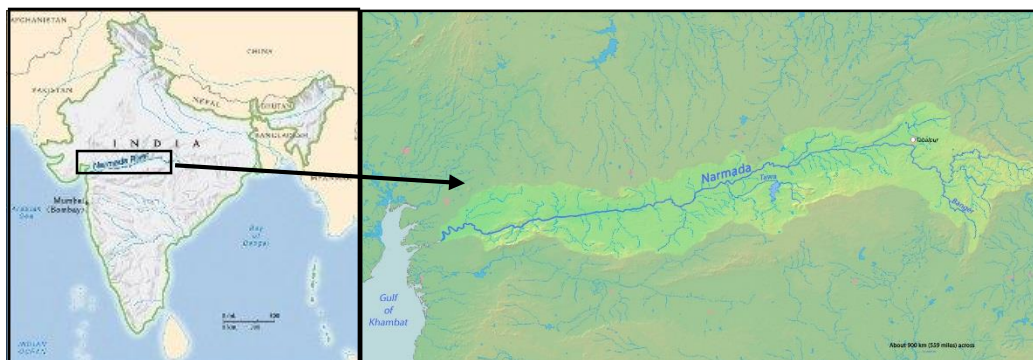 AFGHANISTAN
CHINA
PAKISTAN
NEPAL
BHUTAN
BANGLADESH
INDIA
Narmada River
Mumbai
(Bombay)
Arabian
Sea
Bay
of
Bengal
INDIAN
OCEAN
Narmada
Tawa
Banger
Gulf
of
Khambat
About 900 km (559 miles) across